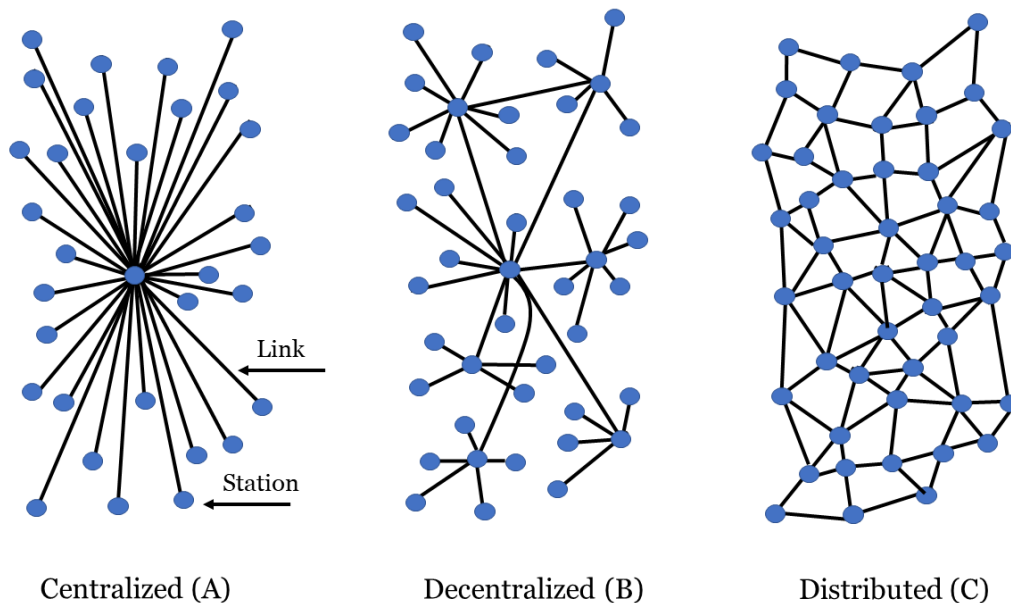 Link
Station
Centralized (A)
Decentralized (B)
Distributed (C)